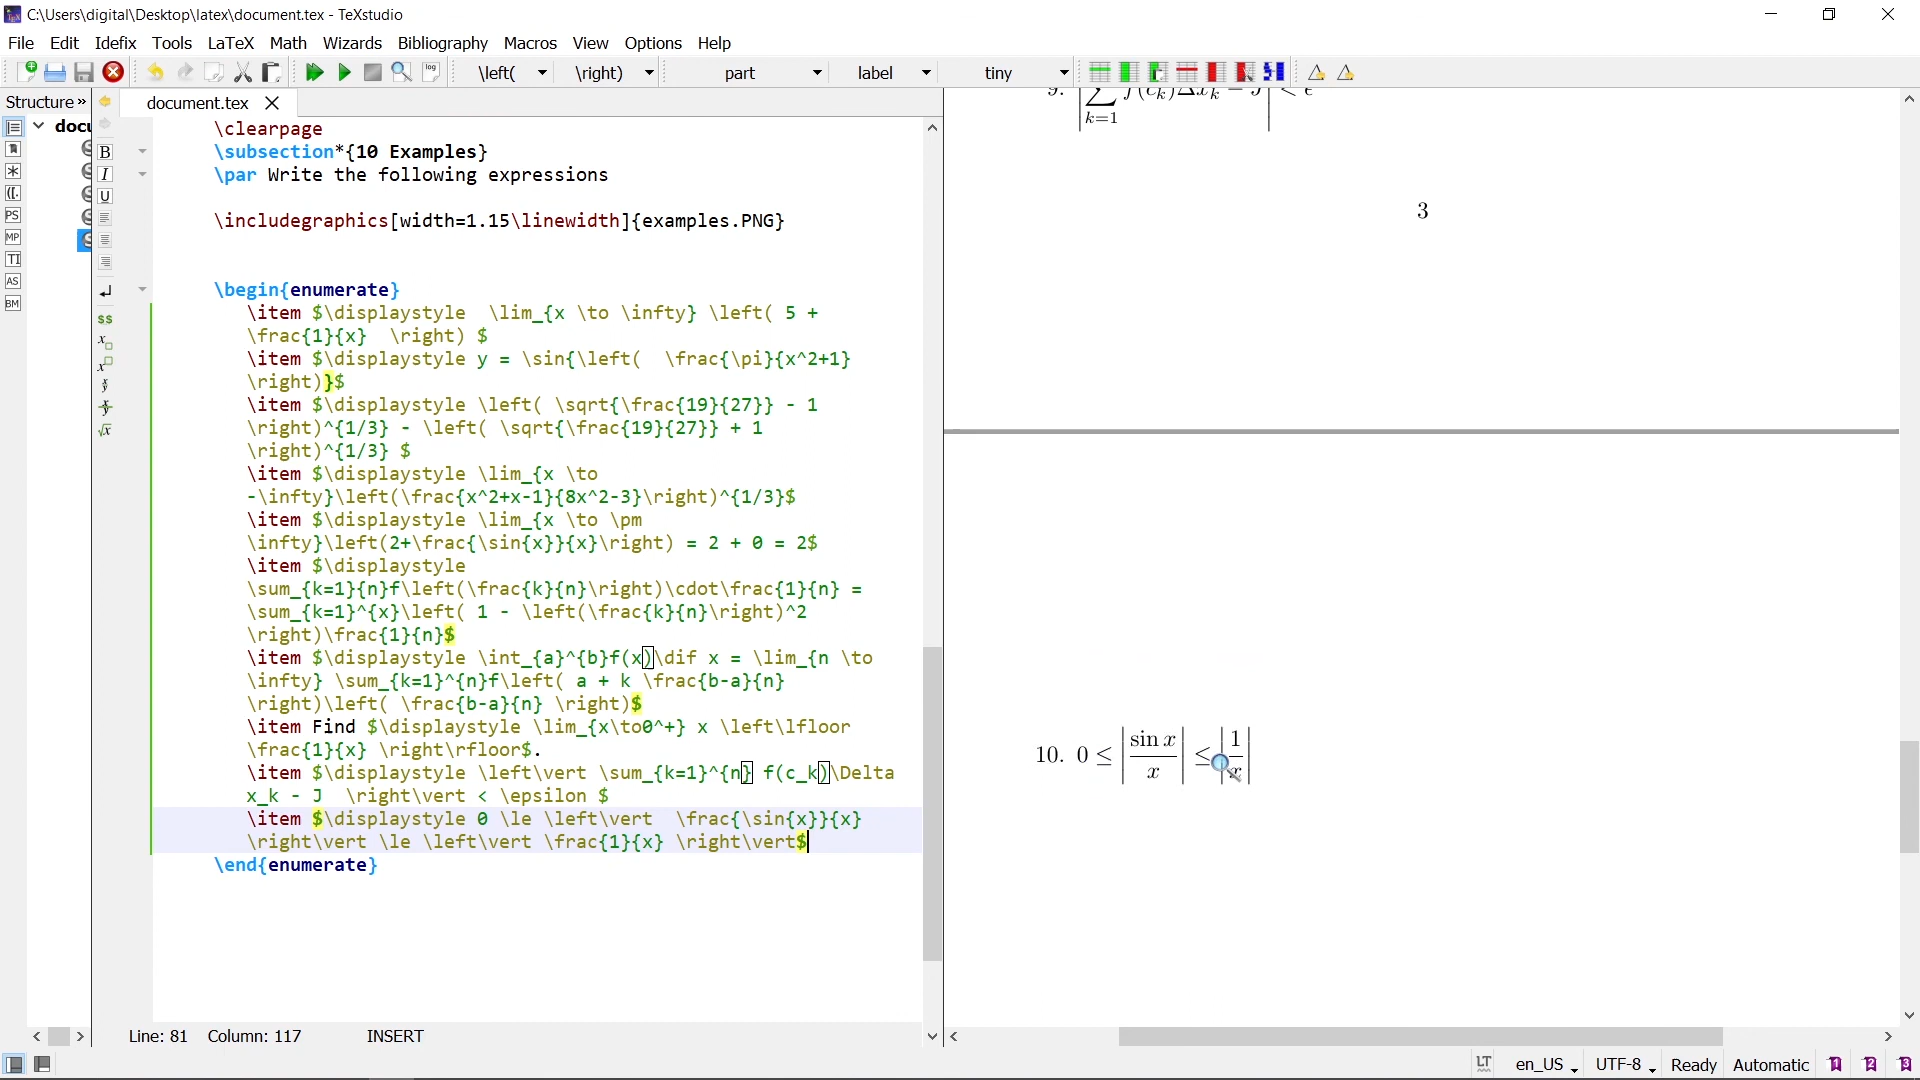 C:\Users\digital\Desktop\latex\document.tex - TeXstudio
File Edit Idefix Tools LaTeX Math Wizards Bibliography Macros View Options Help
\left( \right) part label tiny
Structure
document.tex
docu
\clearpage
\subsection*{10 Examples}
\par Write the following expressions
\includegraphics[width=1.15\linewidth]{examples.PNG}
\begin{enumerate}
\item $\displaystyle \lim_{x \to \infty} \left( 5 +
\frac{1}{x} \right) $
\item $\displaystyle y = \sin{\left( \frac{\pi}{x^2+1}
\right)}$
\item $\displaystyle \left( \sqrt{\frac{19}{27}} - 1
\right)^{1/3} - \left( \sqrt{\frac{19}{27}} + 1
\right)^{1/3} $
\item $\displaystyle \lim_{x \to
-\infty}\left(\frac{x^2+x-1}{8x^2-3}\right)^{1/3}$
\item $\displaystyle \lim_{x \to \pm
\infty}\left(2+\frac{\sin{x}}{x}\right) = 2 + 0 = 2$
\item $\displaystyle
\sum_{k=1}{n}f\left(\frac{k}{n}\right)\cdot\frac{1}{n} =
\sum_{k=1}^{x}\left( 1 - \left(\frac{k}{n}\right)^2
\right)\frac{1}{n}$
\item $\displaystyle \int_{a}^{b}f(x)\dif x = \lim_{n \to
\infty} \sum_{k=1}^{n}f\left( a + k \frac{b-a}{n}
\right)\left( \frac{b-a}{n} \right)$
\item Find $\displaystyle \lim_{x\to0^+} x \left\lfloor
\frac{1}{x} \right\rfloor$.
\item $\displaystyle \left\vert \sum_{k=1}^{n} f(c_k)\Delta
x_k - J \right\vert < \epsilon $
\item $\displaystyle 0 \le \left\vert \frac{\sin{x}}{x}
\right\vert \le \left\vert \frac{1}{x} \right\vert$
\end{enumerate}
9. |∑ f(c_k)Δx_k − J| < ϵ
k=1
3
10. 0 ≤ |sin x / x| ≤ |1 / x|
Line: 81 Column: 117 INSERT
en_US UTF-8 Ready Automatic